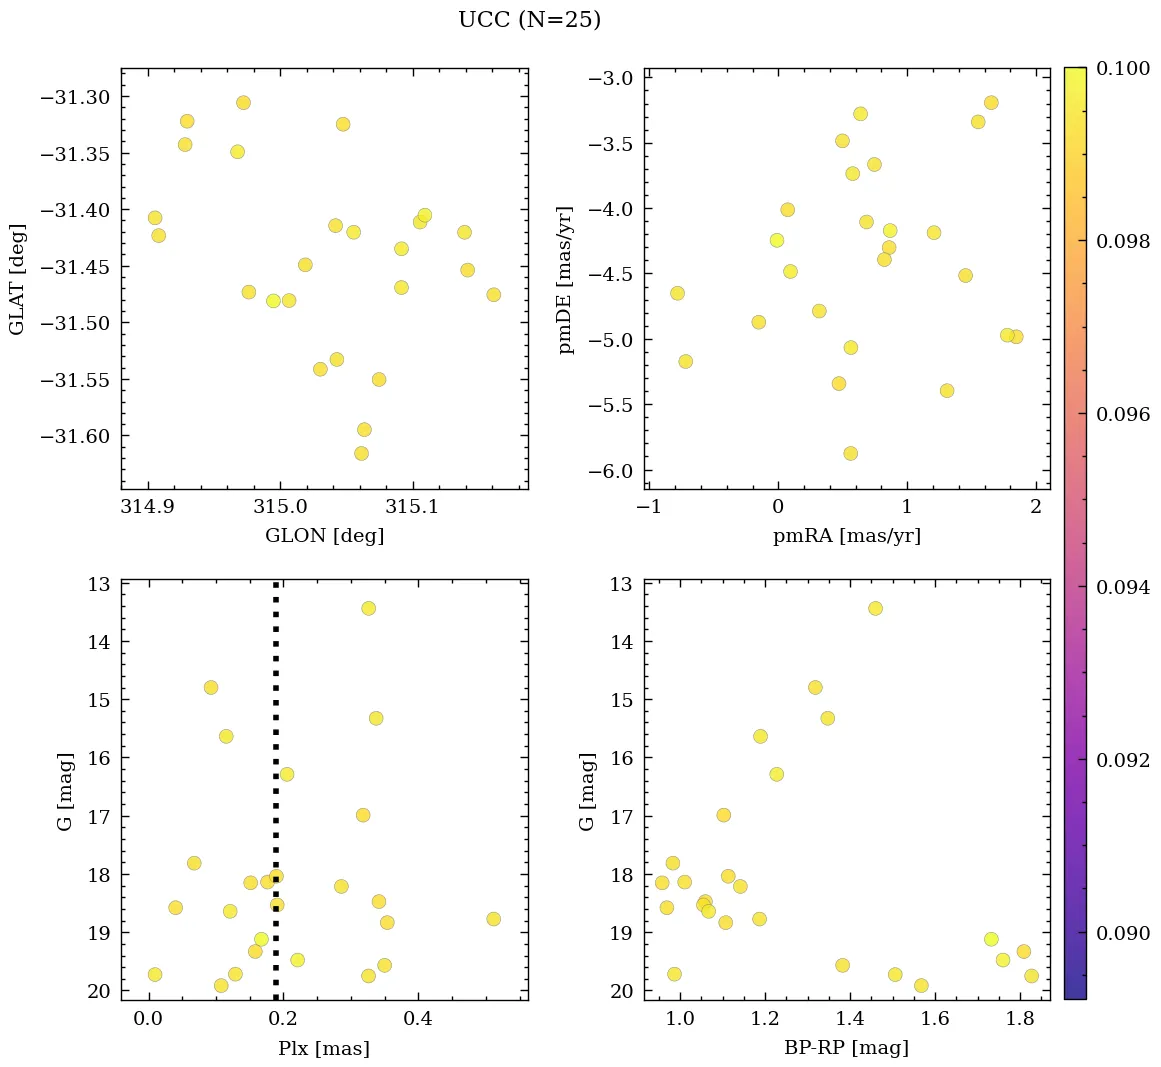 UCC (N=25)
−31.30
−31.35
−31.40
−31.45
−31.50
−31.55
−31.60
GLAT [deg]
314.9 315.0 315.1
GLON [deg]
−3.0
−3.5
−4.0
−4.5
−5.0
−5.5
−6.0
pmDE [mas/yr]
−1 0 1 2
pmRA [mas/yr]
0.100
0.098
0.096
0.094
0.092
0.090
13
14
15
16
17
18
19
20
G [mag]
0.0 0.2 0.4
Plx [mas]
13
14
15
16
17
18
19
20
G [mag]
1.0 1.2 1.4 1.6 1.8
BP-RP [mag]